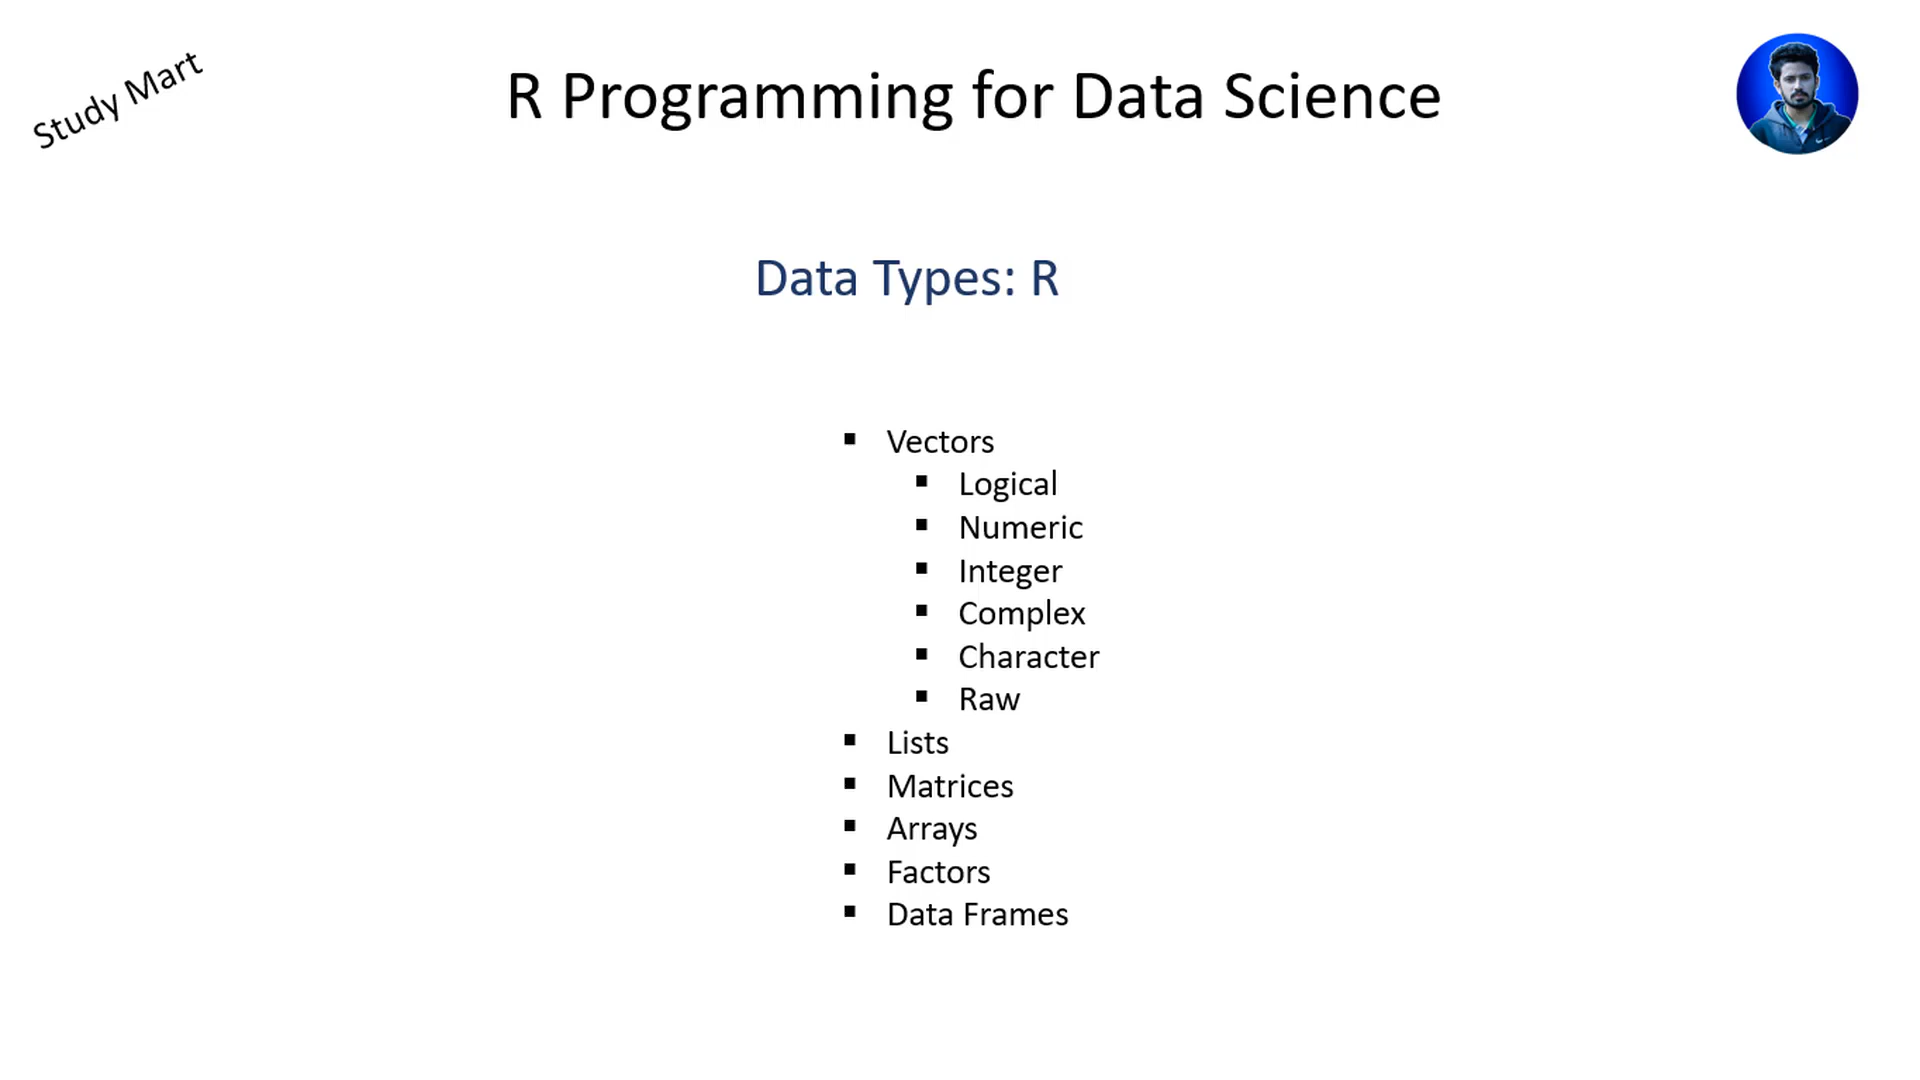 Study Mart
R Programming for Data Science
Data Types: R
▪ Vectors
▪ Logical
▪ Numeric
▪ Integer
▪ Complex
▪ Character
▪ Raw
▪ Lists
▪ Matrices
▪ Arrays
▪ Factors
▪ Data Frames